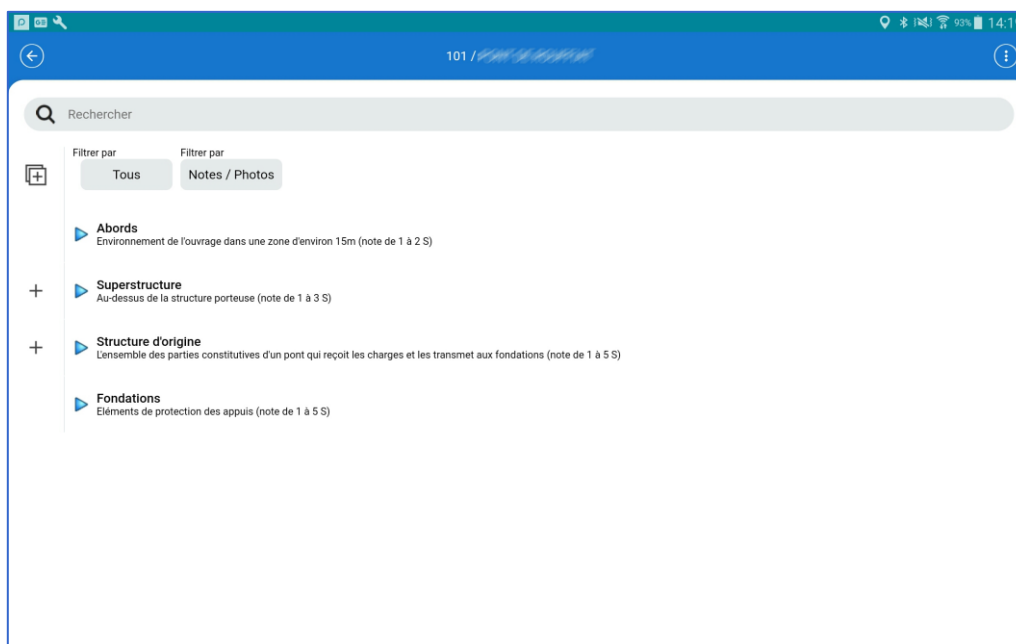 93% 14:1
101 /
Rechercher
Filtrer par Filtrer par
Tous Notes / Photos
Abords
Environnement de l'ouvrage dans une zone d'environ 15m (note de 1 à 2 S)
Superstructure
Au-dessus de la structure porteuse (note de 1 à 3 S)
Structure d'origine
L'ensemble des parties constitutives d'un pont qui reçoit les charges et les transmet aux fondations (note de 1 à 5 S)
Fondations
Eléments de protection des appuis (note de 1 à 5 S)